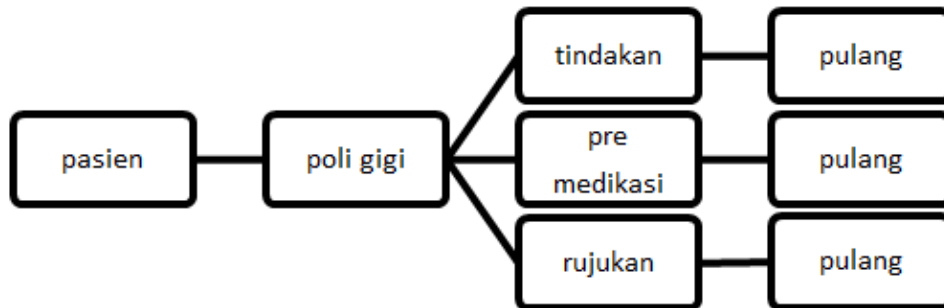 pasien
poli gigi
tindakan
pulang
pre
medikasi
pulang
rujukan
pulang